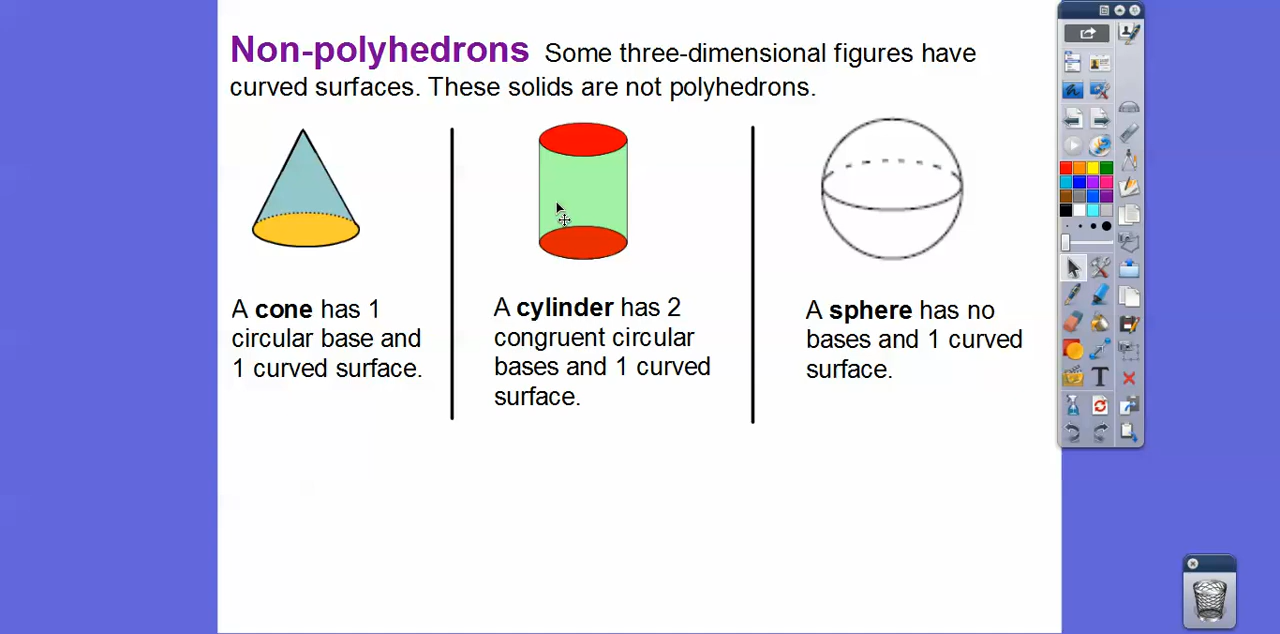 Non-polyhedrons Some three-dimensional figures have
curved surfaces. These solids are not polyhedrons.
A cone has 1
circular base and
1 curved surface.
A cylinder has 2
congruent circular
bases and 1 curved
surface.
A sphere has no
bases and 1 curved
surface.
T